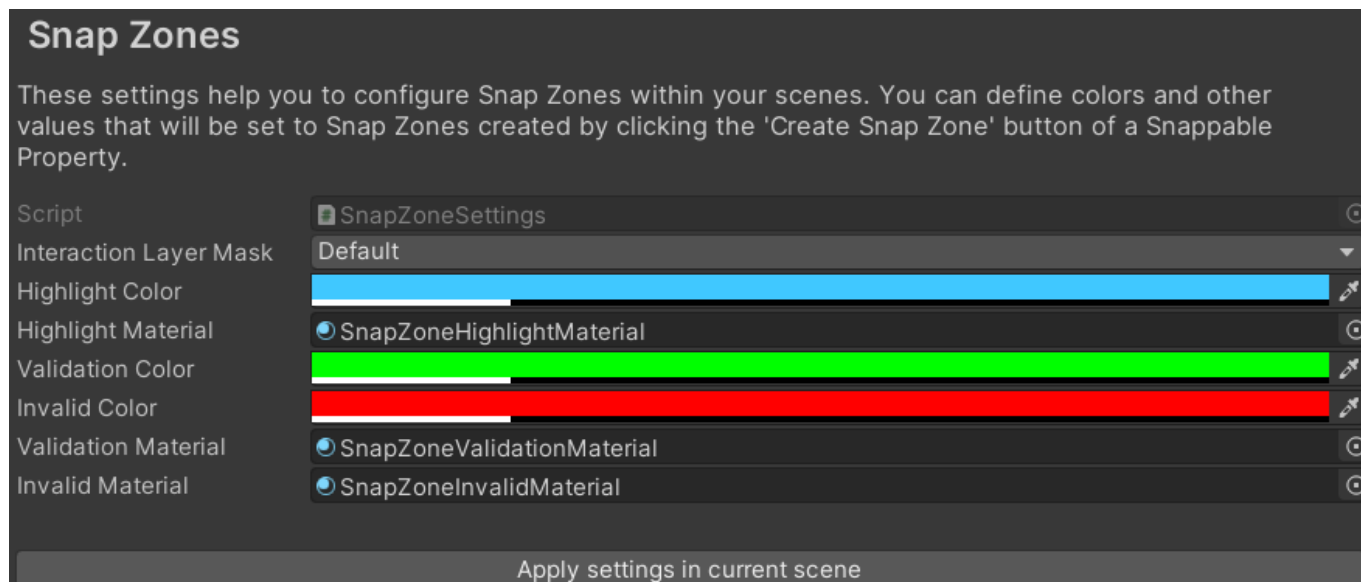 Snap Zones
These settings help you to configure Snap Zones within your scenes. You can define colors and other
values that will be set to Snap Zones created by clicking the 'Create Snap Zone' button of a Snappable
Property.
Script SnapZoneSettings
Interaction Layer Mask Default
Highlight Color
Highlight Material SnapZoneHighlightMaterial
Validation Color
Invalid Color
Validation Material SnapZoneValidationMaterial
Invalid Material SnapZoneInvalidMaterial
Apply settings in current scene